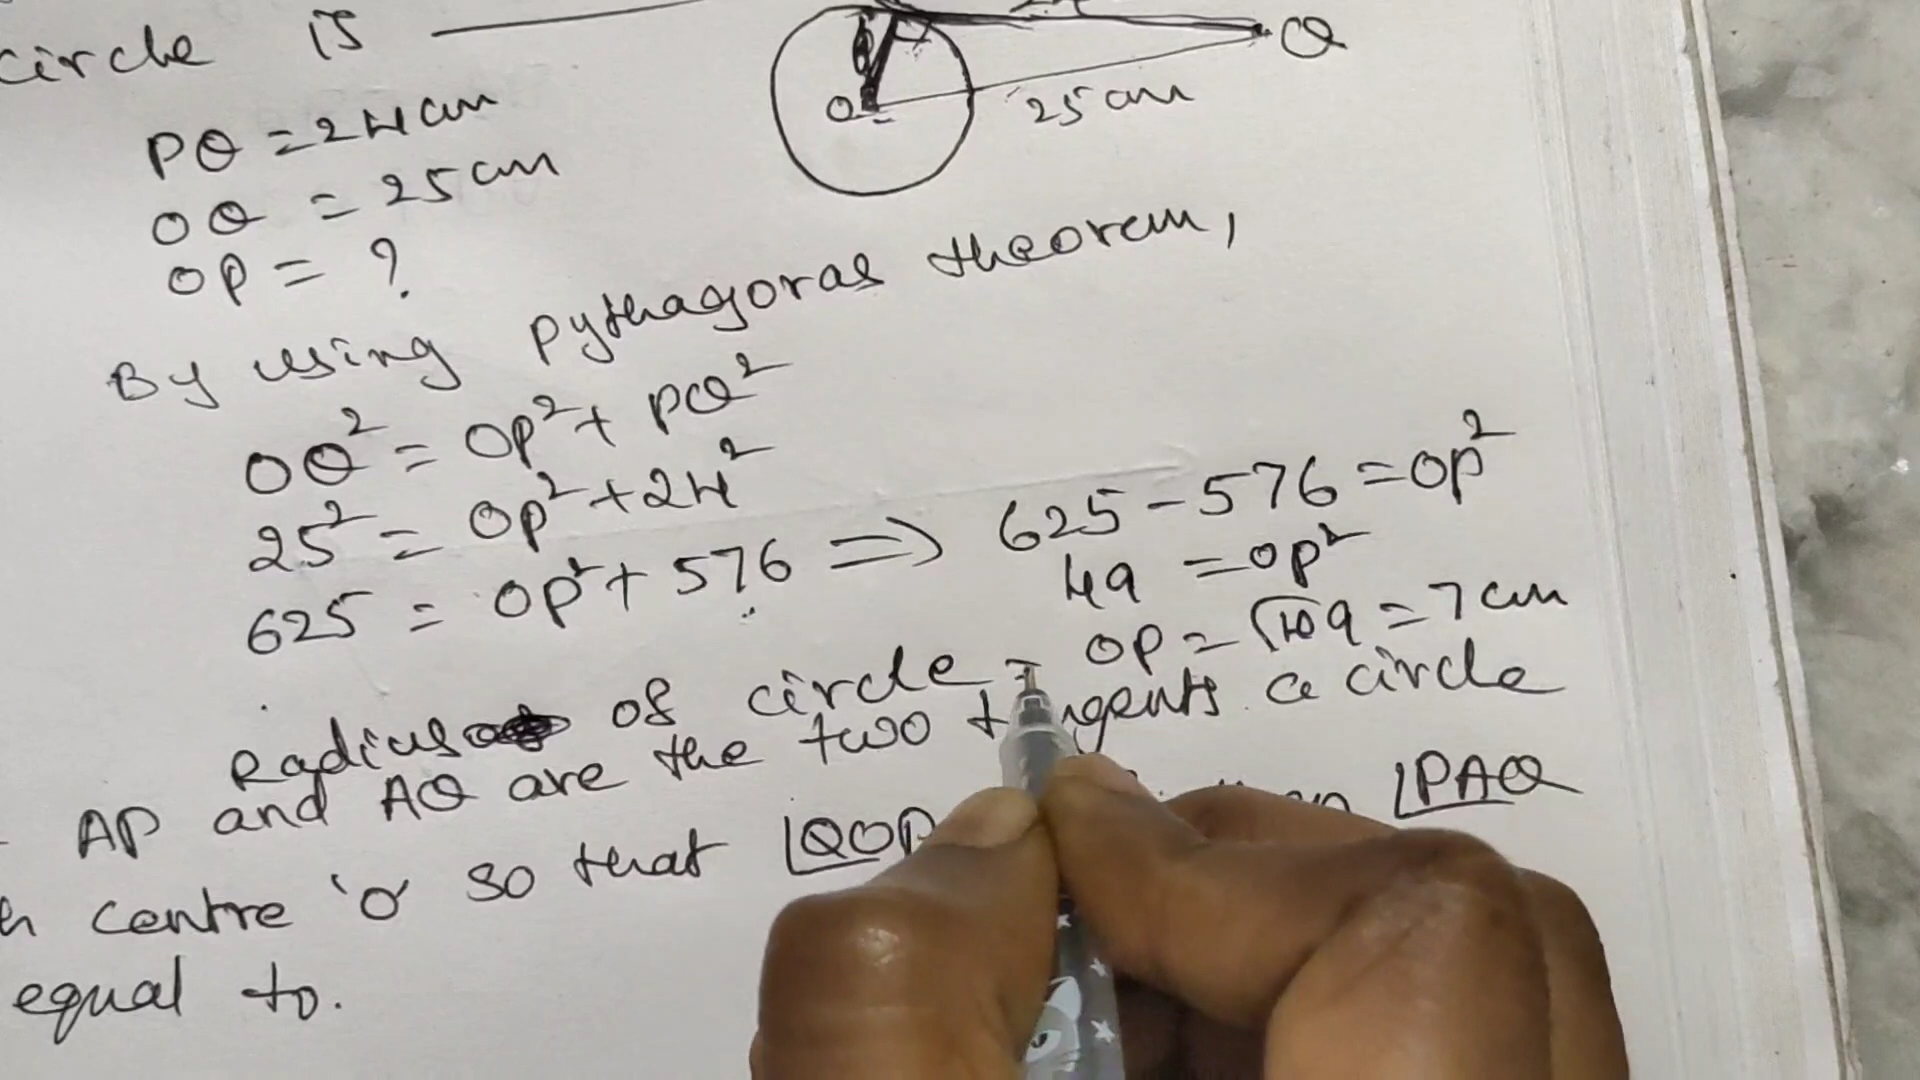 circle is
O
25 cm
Q
PQ = 24 cm
OQ = 25 cm
OP = ?
By using pythagoras theorem,
OQ² = OP² + PQ²
25² = OP² + 24²
625 = OP² + 576 => 625 - 576 = OP²
49 = OP²
OP = √49 = 7 cm
Radius of circle =
AP and AQ are the two tangents a circle
centre 'O' so that ∠QOP ∠PAQ
equal to.